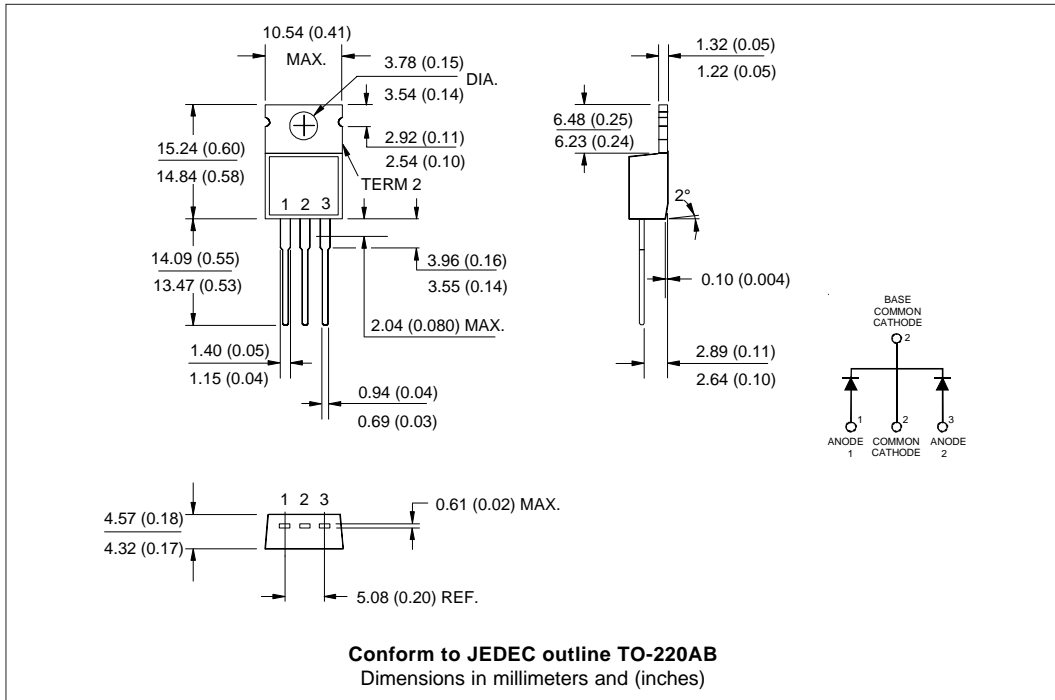 10.54 (0.41)
MAX.
3.78 (0.15)
3.54 (0.14)
DIA.
2.92 (0.11)
2.54 (0.10)
TERM 2
15.24 (0.60)
14.84 (0.58)
1 2 3
14.09 (0.55)
13.47 (0.53)
3.96 (0.16)
3.55 (0.14)
2.04 (0.080) MAX.
1.40 (0.05)
1.15 (0.04)
0.94 (0.04)
0.69 (0.03)
1.32 (0.05)
1.22 (0.05)
6.48 (0.25)
6.23 (0.24)
2°
0.10 (0.004)
2.89 (0.11)
2.64 (0.10)
BASE
COMMON
CATHODE
2
1 2 3
ANODE COMMON ANODE
1 CATHODE 2
1 2 3
4.57 (0.18)
4.32 (0.17)
0.61 (0.02) MAX.
5.08 (0.20) REF.
Conform to JEDEC outline TO-220AB
Dimensions in millimeters and (inches)